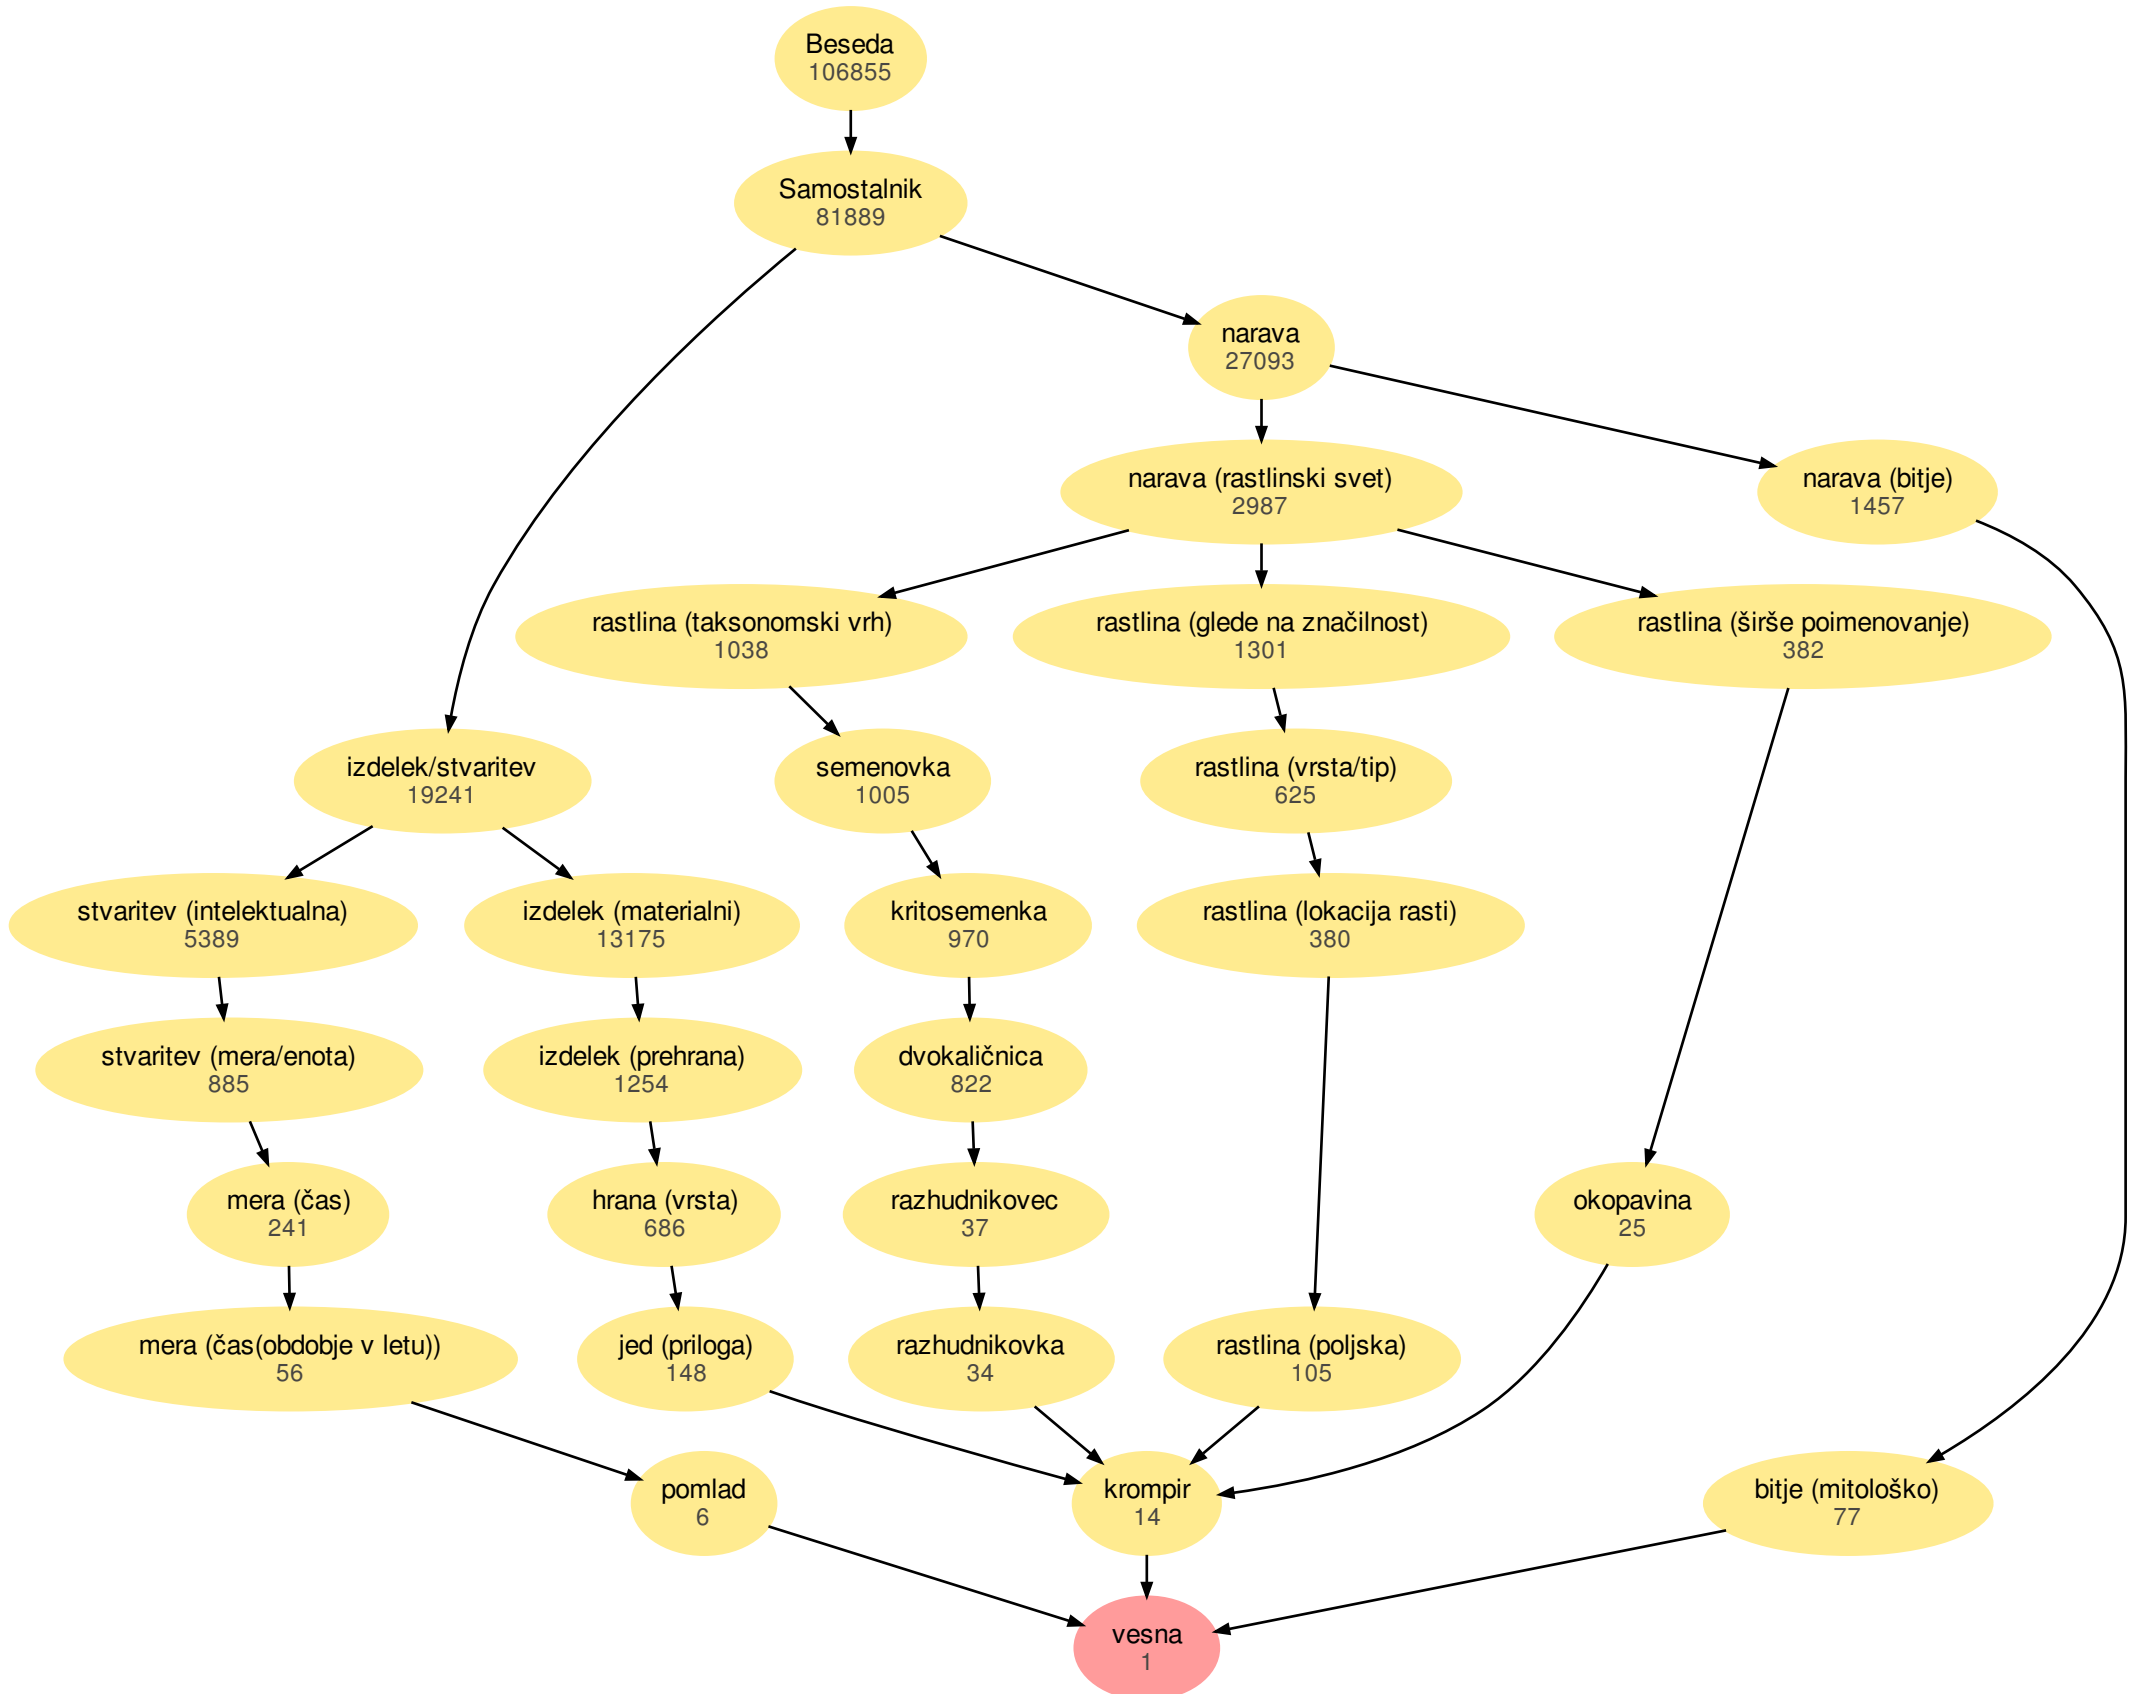 Beseda
106855
Samostalnik
81889
narava
27093
narava (rastlinski svet)
2987
narava (bitje)
1457
rastlina (taksonomski vrh)
1038
rastlina (glede na značilnost)
1301
rastlina (širše poimenovanje)
382
izdelek/stvaritev
19241
semenovka
1005
rastlina (vrsta/tip)
625
stvaritev (intelektualna)
5389
izdelek (materialni)
13175
kritosemenka
970
rastlina (lokacija rasti)
380
stvaritev (mera/enota)
885
izdelek (prehrana)
1254
dvokaličnica
822
mera (čas)
241
hrana (vrsta)
686
razhudnikovec
37
okopavina
25
mera (čas(obdobje v letu))
56
jed (priloga)
148
razhudnikovka
34
rastlina (poljska)
105
pomlad
6
krompir
14
bitje (mitološko)
77
vesna
1